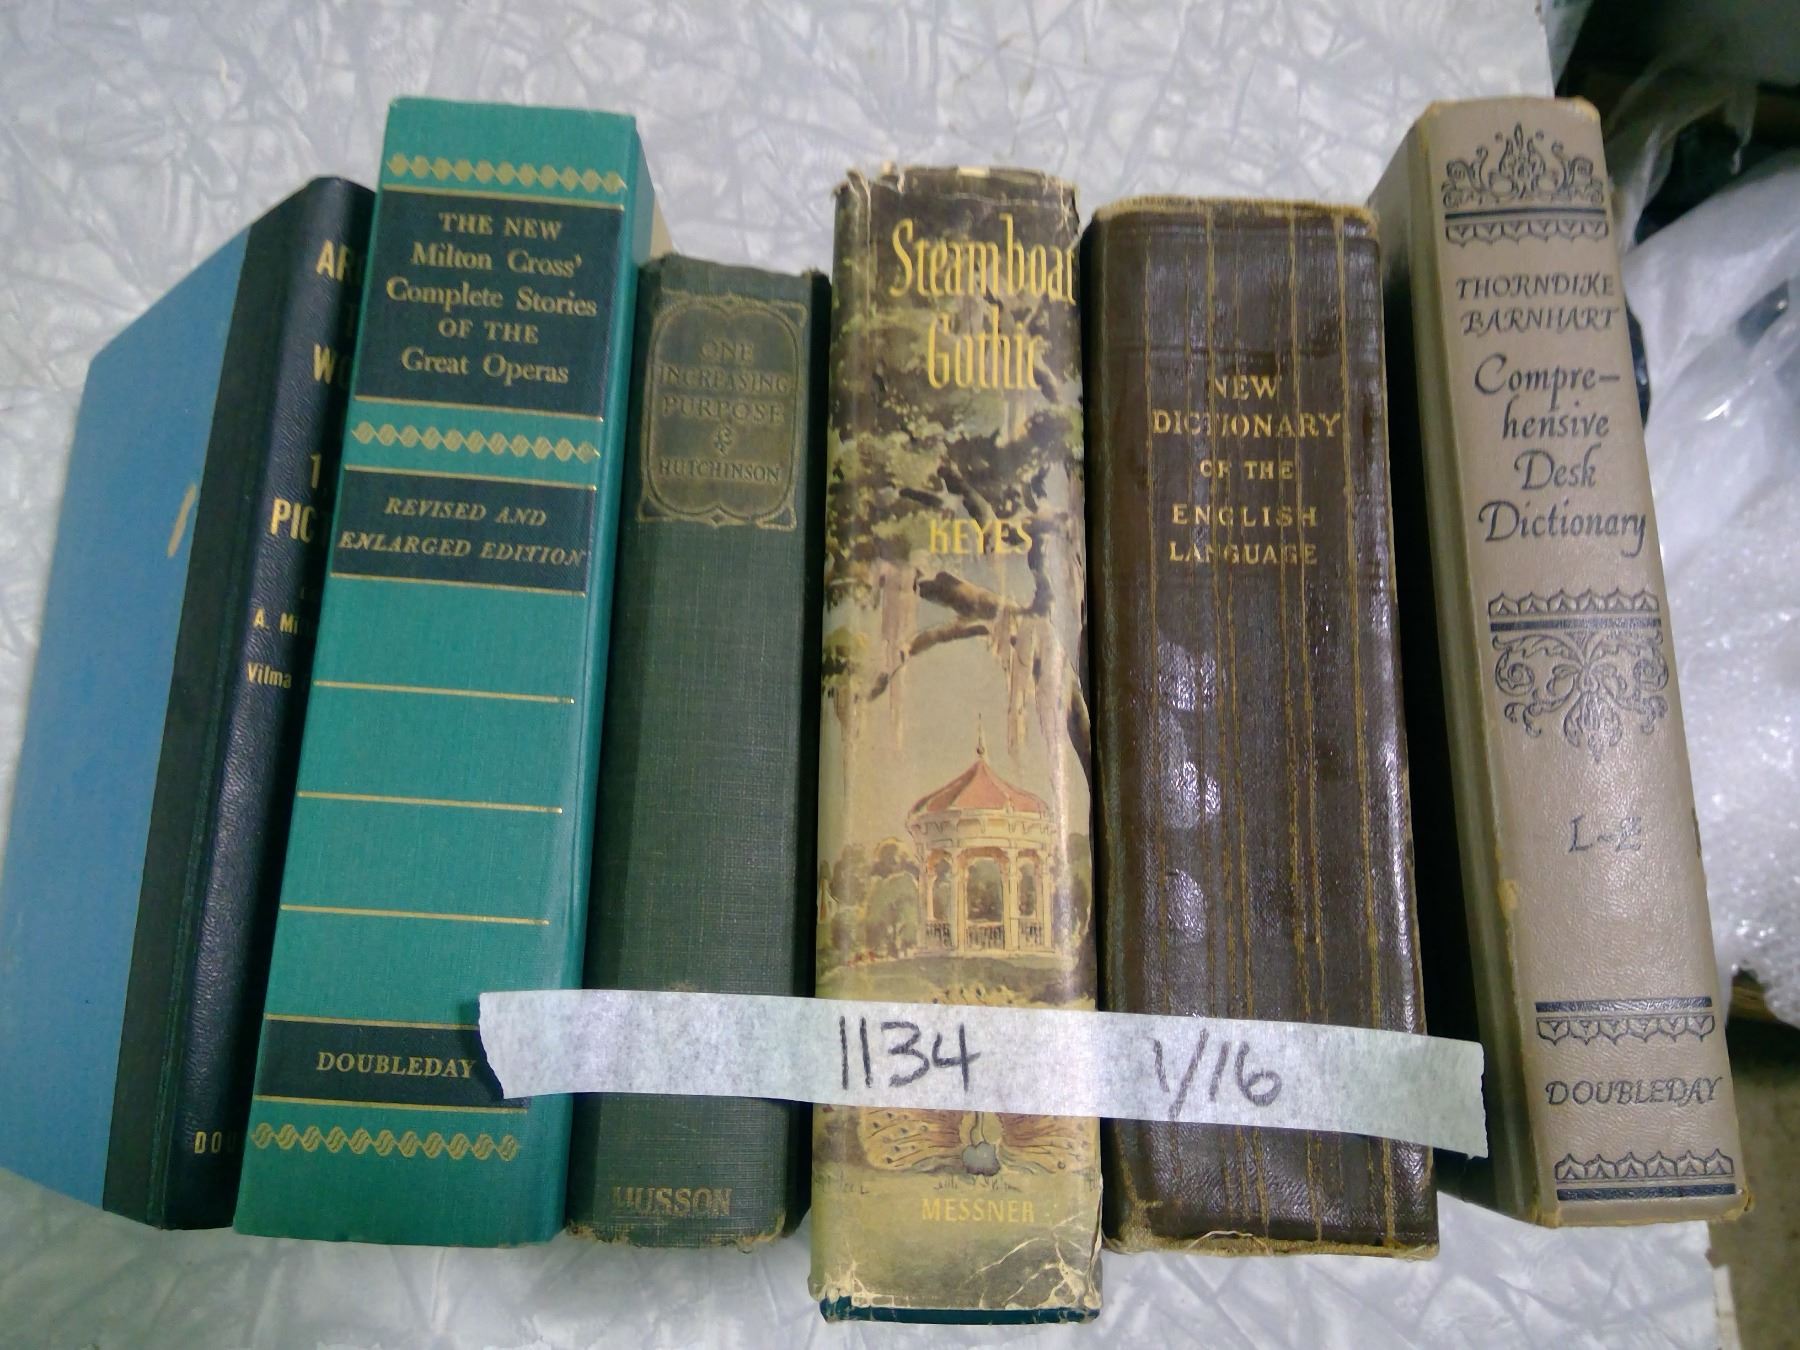 A. Mi
Vilma
THE NEW
Milton Cross'
Complete Stories
OF THE
Great Operas
REVISED AND
ENLARGED EDITION
DOUBLEDAY
ONE
INCREASING
PURPOSE
HUTCHINSON
MUSSON
Steamboat
Gothic
KEYES
MESSNER
NEW
DICTIONARY
OF THE
ENGLISH
LANGUAGE
THORNDIKE
BARNHART
Compre-
hensive
Desk
Dictionary
L-Z
DOUBLEDAY
1134 1/16